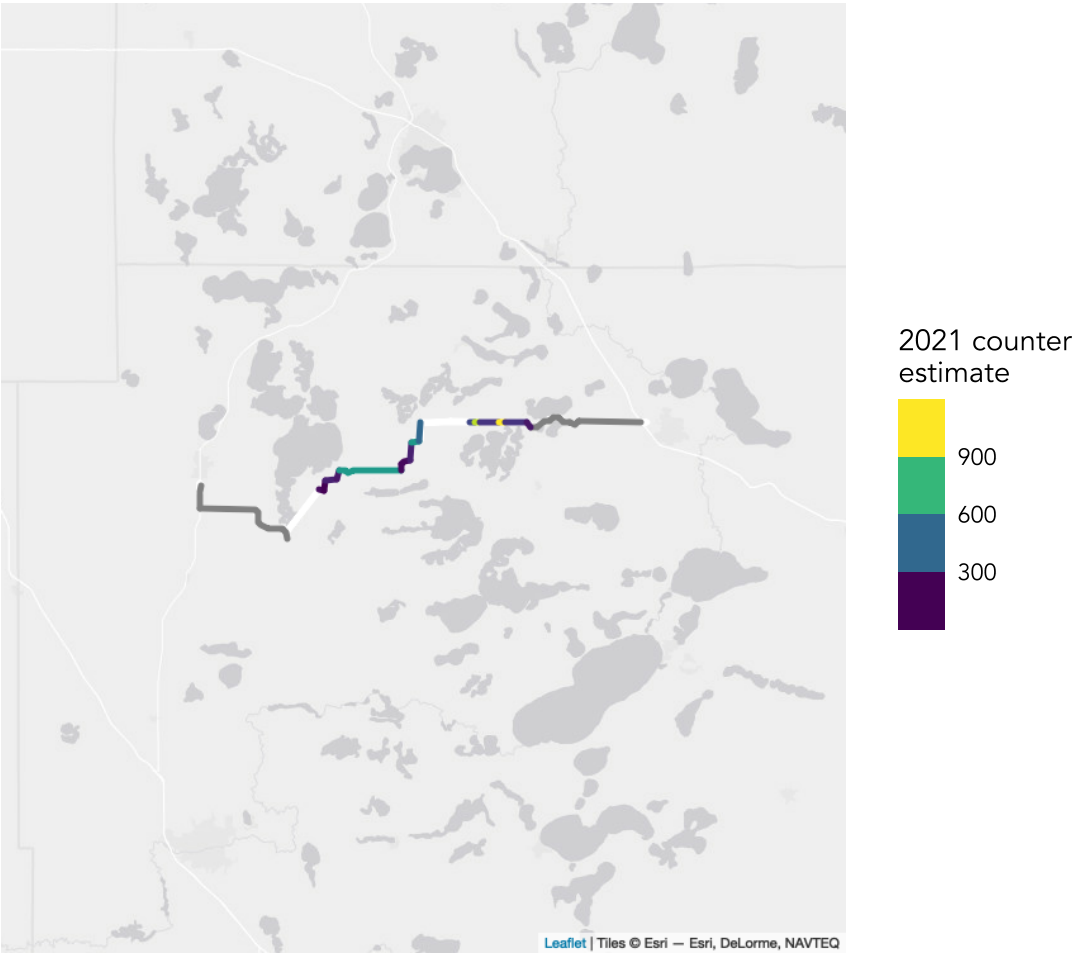 2021 counter
estimate
900
600
300
Leaflet | Tiles © Esri — Esri, DeLorme, NAVTEQ